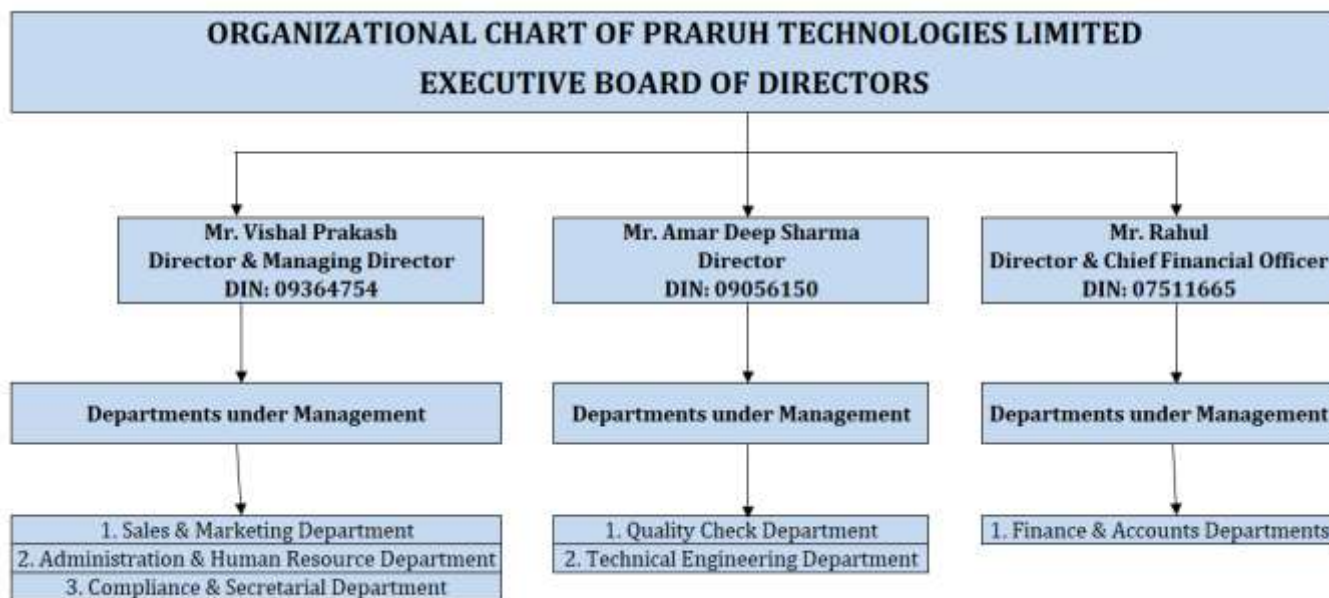 ORGANIZATIONAL CHART OF PRARUH TECHNOLOGIES LIMITED
EXECUTIVE BOARD OF DIRECTORS
Mr. Vishal Prakash
Director & Managing Director
DIN: 09364754
Mr. Amar Deep Sharma
Director
DIN: 09056150
Mr. Rahul
Director & Chief Financial Officer
DIN: 07511665
Departments under Management
Departments under Management
Departments under Management
1. Sales & Marketing Department
2. Administration & Human Resource Department
3. Compliance & Secretarial Department
1. Quality Check Department
2. Technical Engineering Department
1. Finance & Accounts Departments